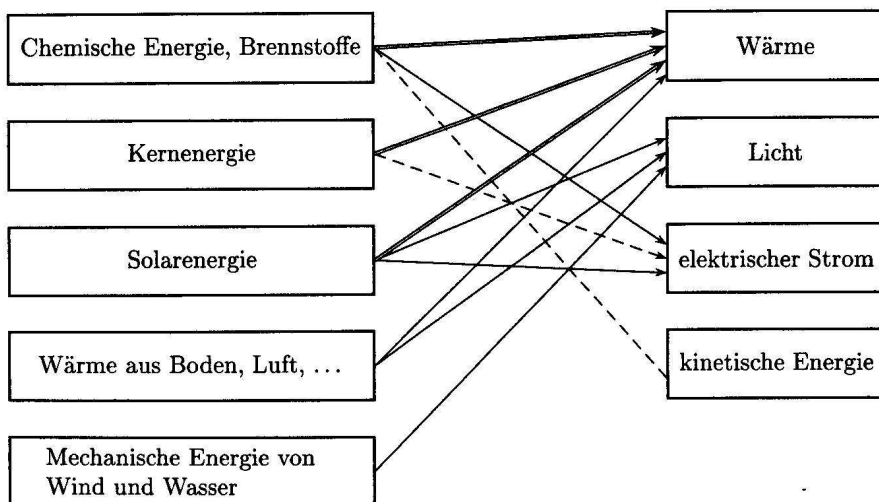 Chemische Energie, Brennstoffe
Kernenergie
Solarenergie
Wärme aus Boden, Luft, ...
Mechanische Energie von
Wind und Wasser
Wärme
Licht
elektrischer Strom
kinetische Energie